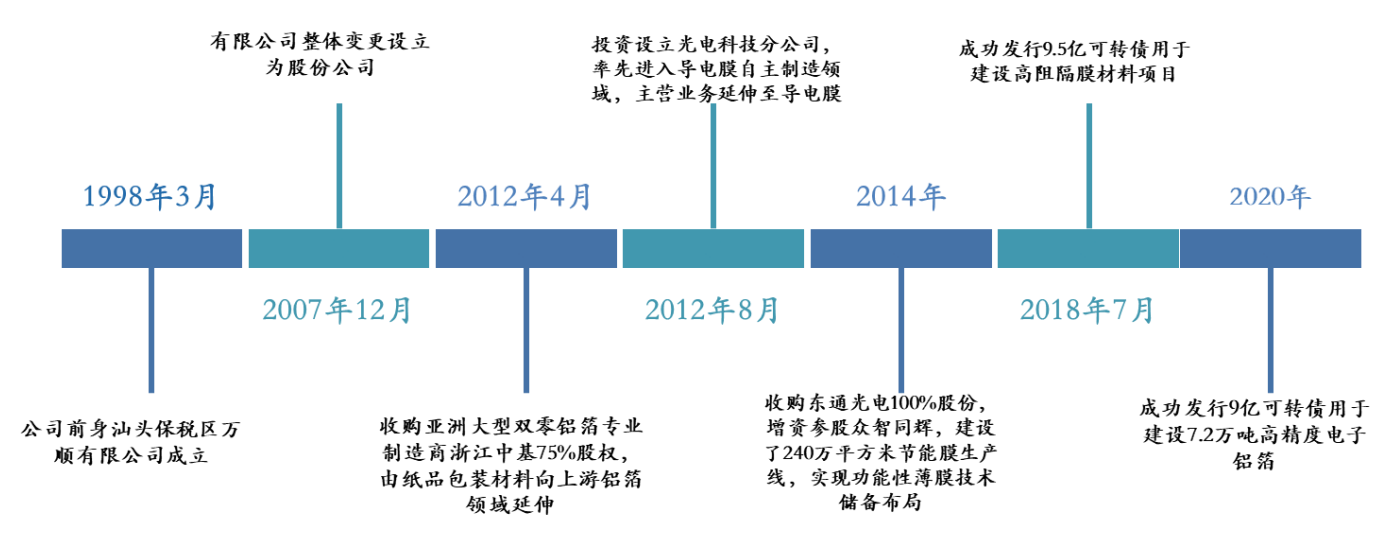 有限公司整体变更设立
为股份公司
投资设立光电科技分公司，
率先进入导电膜自主制造领
域，主营业务延伸至导电膜
成功发行9.5亿可转债用于
建设高阻隔膜材料项目
1998年3月
2012年4月
2014年
2020年
2007年12月
2012年8月
2018年7月
公司前身汕头保税区万
顺有限公司成立
收购亚洲大型双零铝箔专业
制造商浙江中基75%股权，
由纸品包装材料向上游铝箔
领域延伸
收购东通光电100%股份，
增资参股众智同辉，建设
了240万平方米节能膜生产
线，实现功能性薄膜技术
储备布局
成功发行9亿可转债用于
建设7.2万吨高精度电子
铝箔